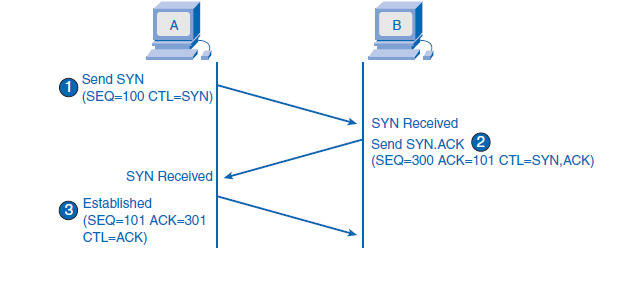 A
B
1 Send SYN
(SEQ=100 CTL=SYN)
SYN Received
Send SYN.ACK 2
(SEQ=300 ACK=101 CTL=SYN,ACK)
SYN Received
3 Established
(SEQ=101 ACK=301
CTL=ACK)